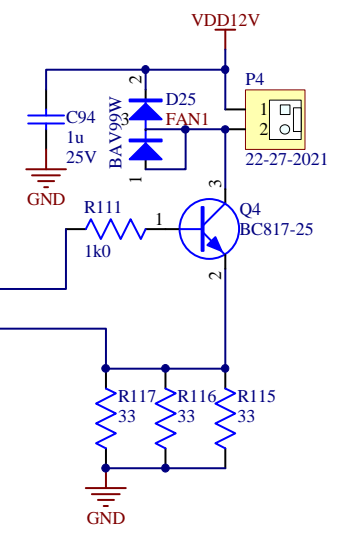 VDD12V
P4
2
D25
C94
1
3
FAN1
1u
2
25V
BAV99W
22-27-2021
1
GND
3
R111
1
Q4
BC817-25
1k0
2
R117
R116
R115
33
33
33
GND